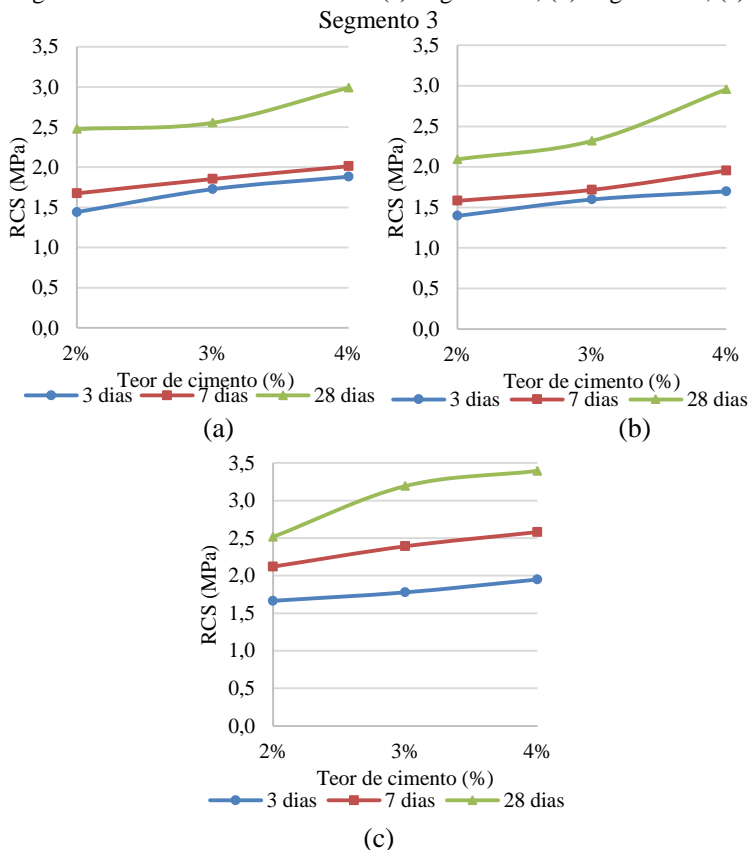 Segmento 3
3,5
3,0
2,5
2,0
1,5
1,0
0,5
0,0
RCS (MPa)
2% 3% 4%
Teor de cimento (%)
3 dias 7 dias 28 dias
(a)
3,5
3,0
2,5
2,0
1,5
1,0
0,5
0,0
RCS (MPa)
2% 3% 4%
Teor de cimento (%)
3 dias 7 dias 28 dias
(b)
3,5
3,0
2,5
2,0
1,5
1,0
0,5
0,0
RCS (MPa)
2% 3% 4%
Teor de cimento (%)
3 dias 7 dias 28 dias
(c)